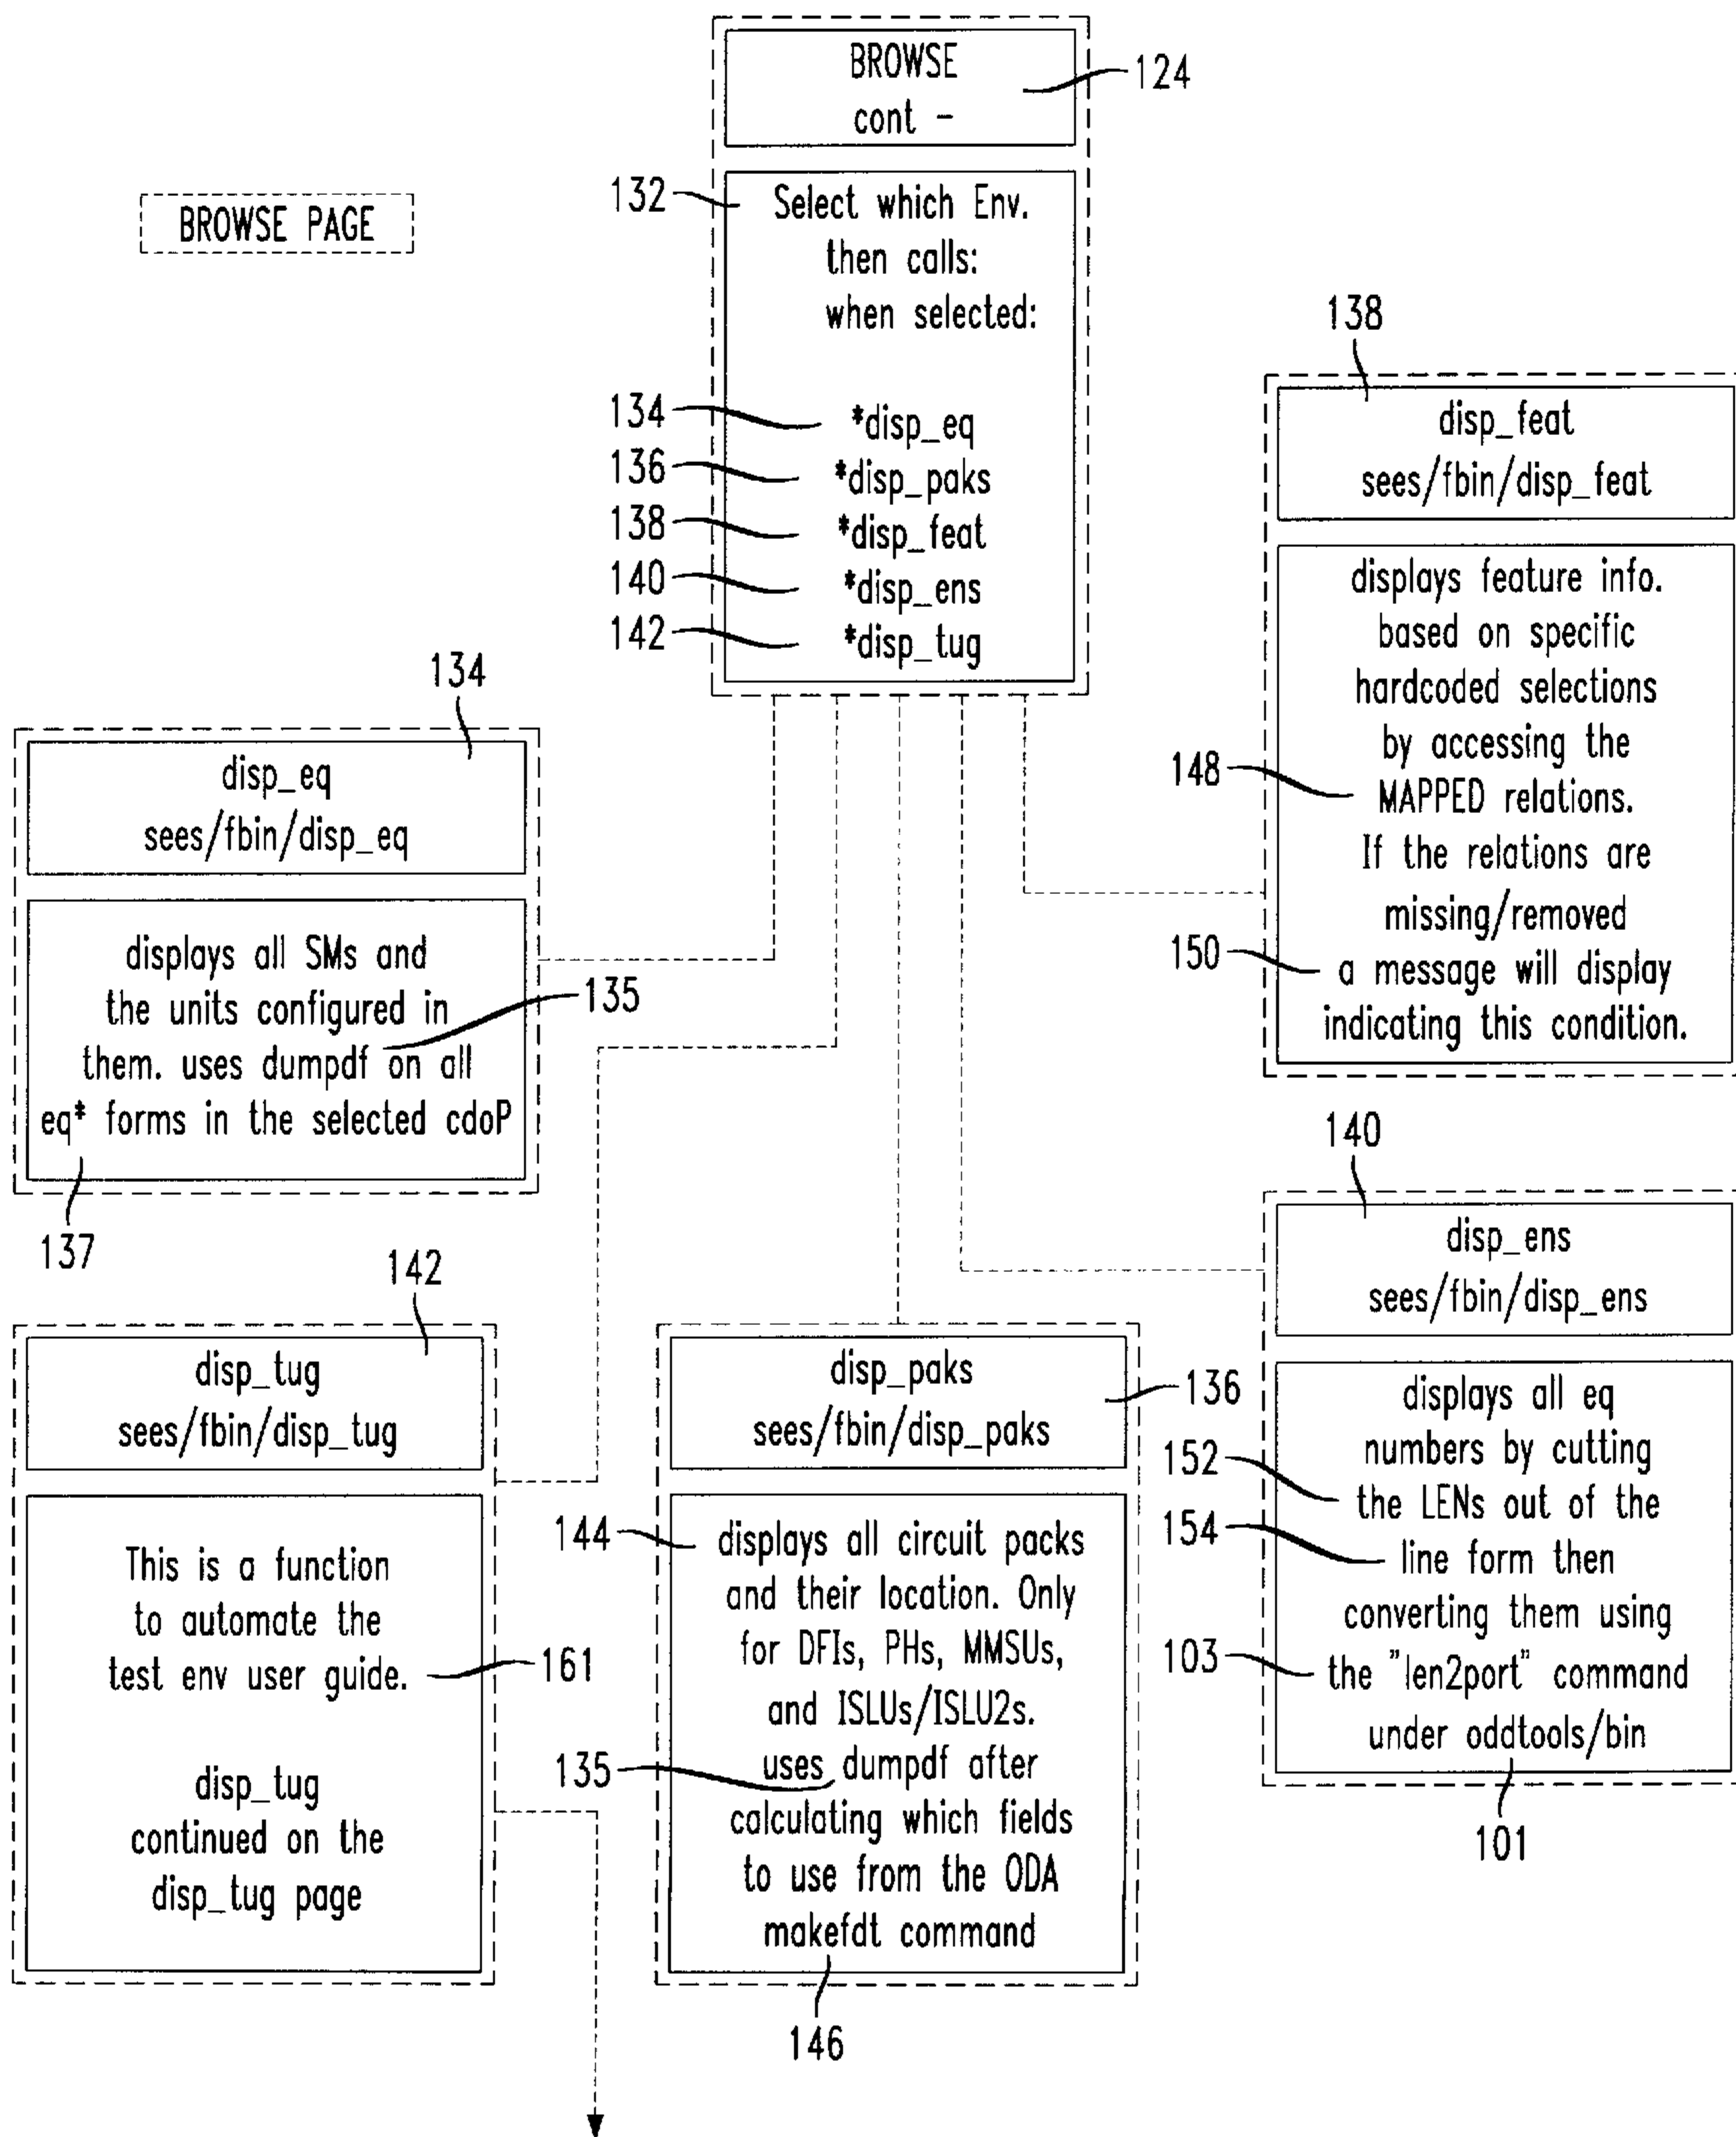 BROWSE
cont -
124
BROWSE PAGE
132
Select which Env.
then calls:
when selected:
134
*disp_eq
136
*disp_paks
138
*disp_feat
140
*disp_ens
142
*disp_tug
138
disp_feat
sees/fbin/disp_feat
displays feature info.
based on specific
hardcoded selections
by accessing the
148
MAPPED relations.
If the relations are
missing/removed
150
a message will display
indicating this condition.
134
disp_eq
sees/fbin/disp_eq
displays all SMs and
the units configured in
135
them. uses dumpdf on all
eq* forms in the selected cdoP
137
140
disp_ens
sees/fbin/disp_ens
displays all eq
numbers by cutting
152
the LENs out of the
154
line form then
converting them using
103
the "len2port" command
under oddtools/bin
101
142
disp_tug
sees/fbin/disp_tug
This is a function
to automate the
test env user guide.
161
disp_tug
continued on the
disp_tug page
disp_paks
136
sees/fbin/disp_paks
144
displays all circuit packs
and their location. Only
for DFIs, PHs, MMSUs,
and ISLUs/ISLU2s.
135
uses dumpdf after
calculating which fields
to use from the ODA
makefdt command
146